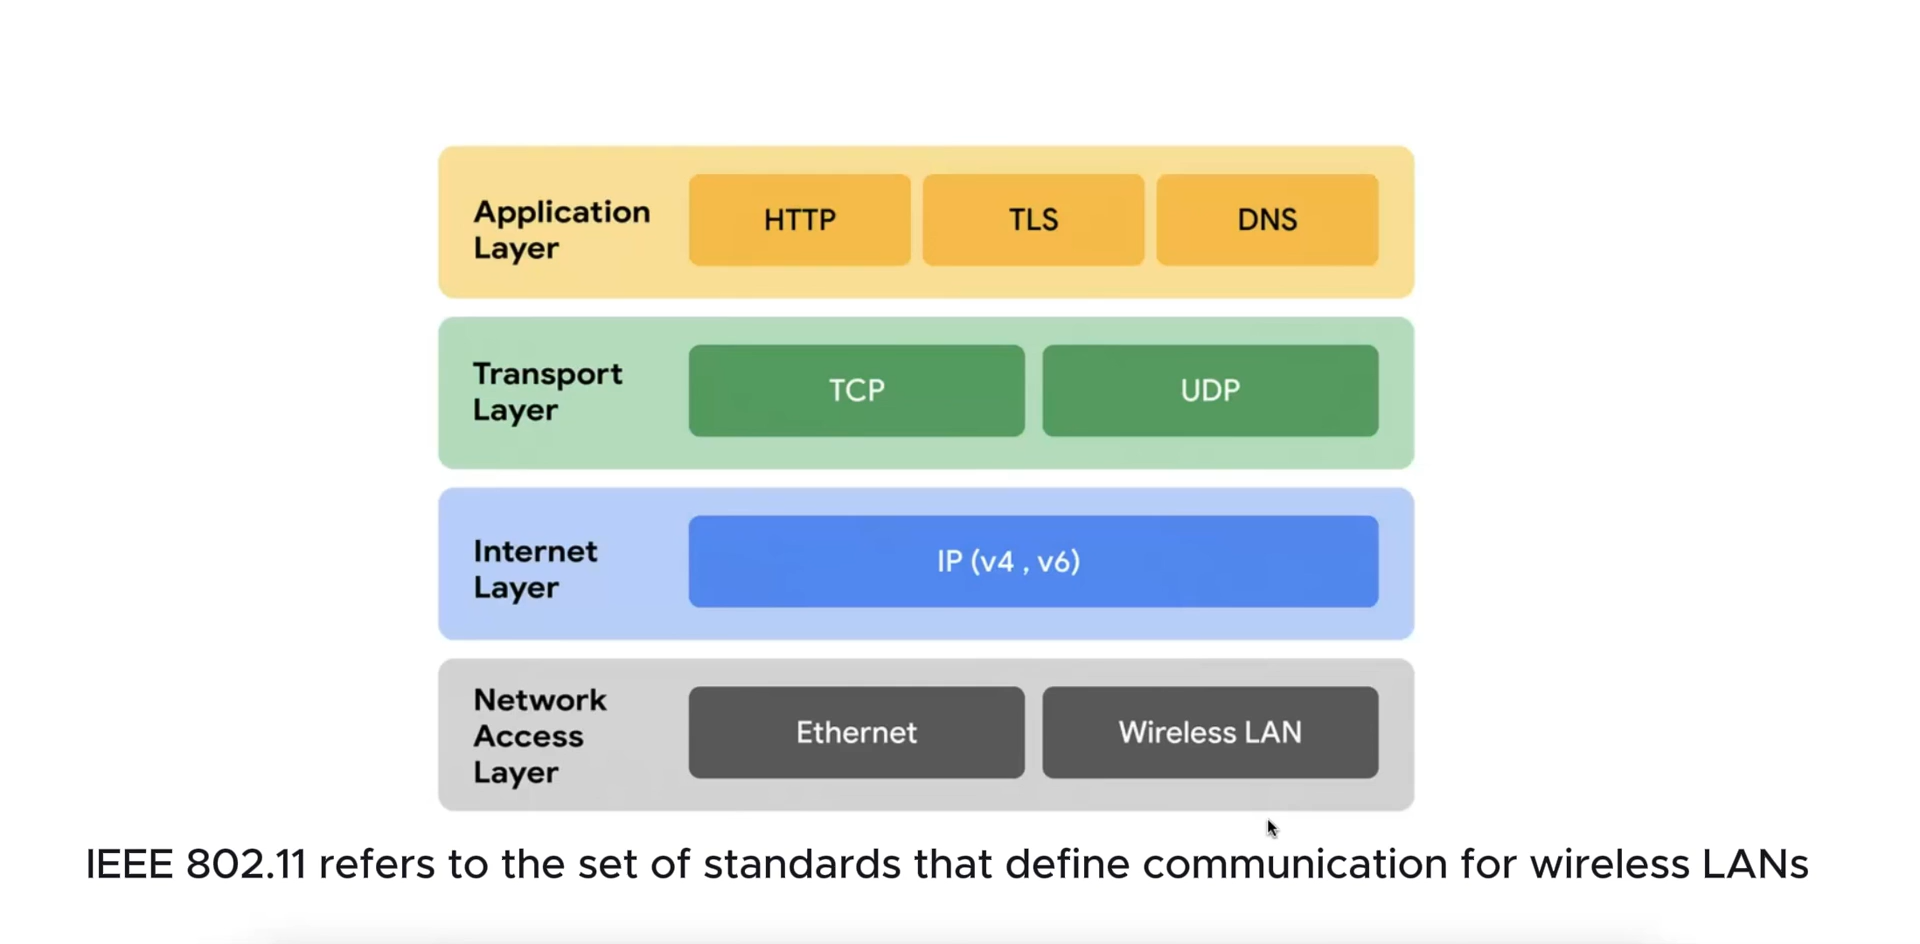 Application
Layer
HTTP
TLS
DNS
Transport
Layer
TCP
UDP
Internet
Layer
IP (v4 , v6)
Network
Access
Layer
Ethernet
Wireless LAN
IEEE 802.11 refers to the set of standards that define communication for wireless LANs